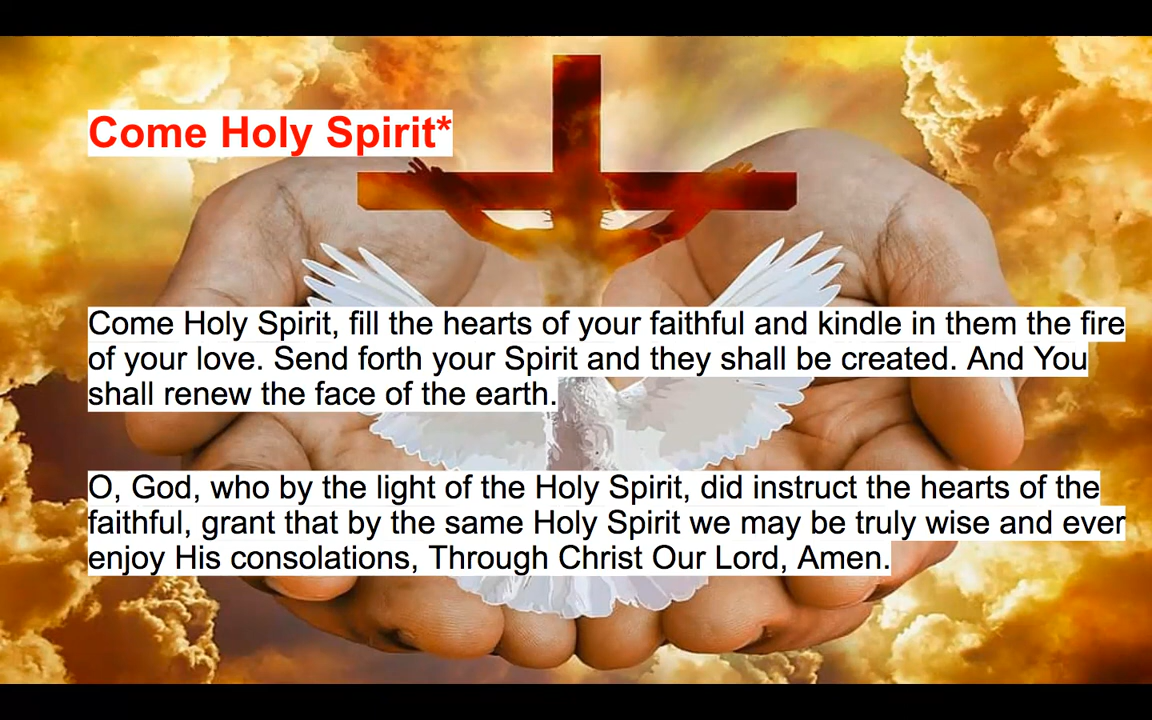 Come Holy Spirit*
Come Holy Spirit, fill the hearts of your faithful and kindle in them the fire
of your love. Send forth your Spirit and they shall be created. And You
shall renew the face of the earth.
O, God, who by the light of the Holy Spirit, did instruct the hearts of the
faithful, grant that by the same Holy Spirit we may be truly wise and ever
enjoy His consolations, Through Christ Our Lord, Amen.